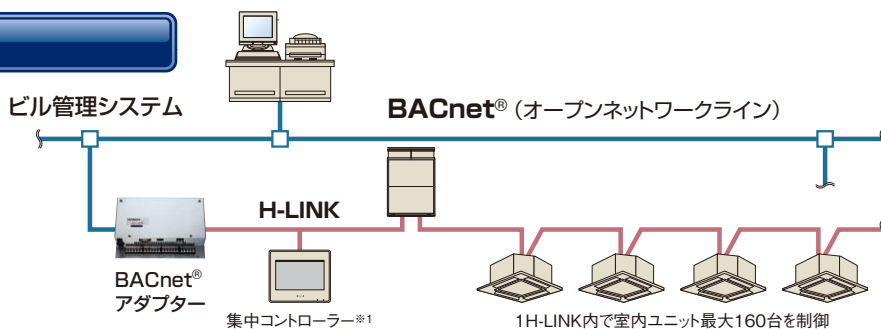 ビル管理システム
BACnet®（オープンネットワークライン）
H-LINK
BACnet®
アダプター
集中コントローラー※1
1H-LINK内で室内ユニット最大160台を制御